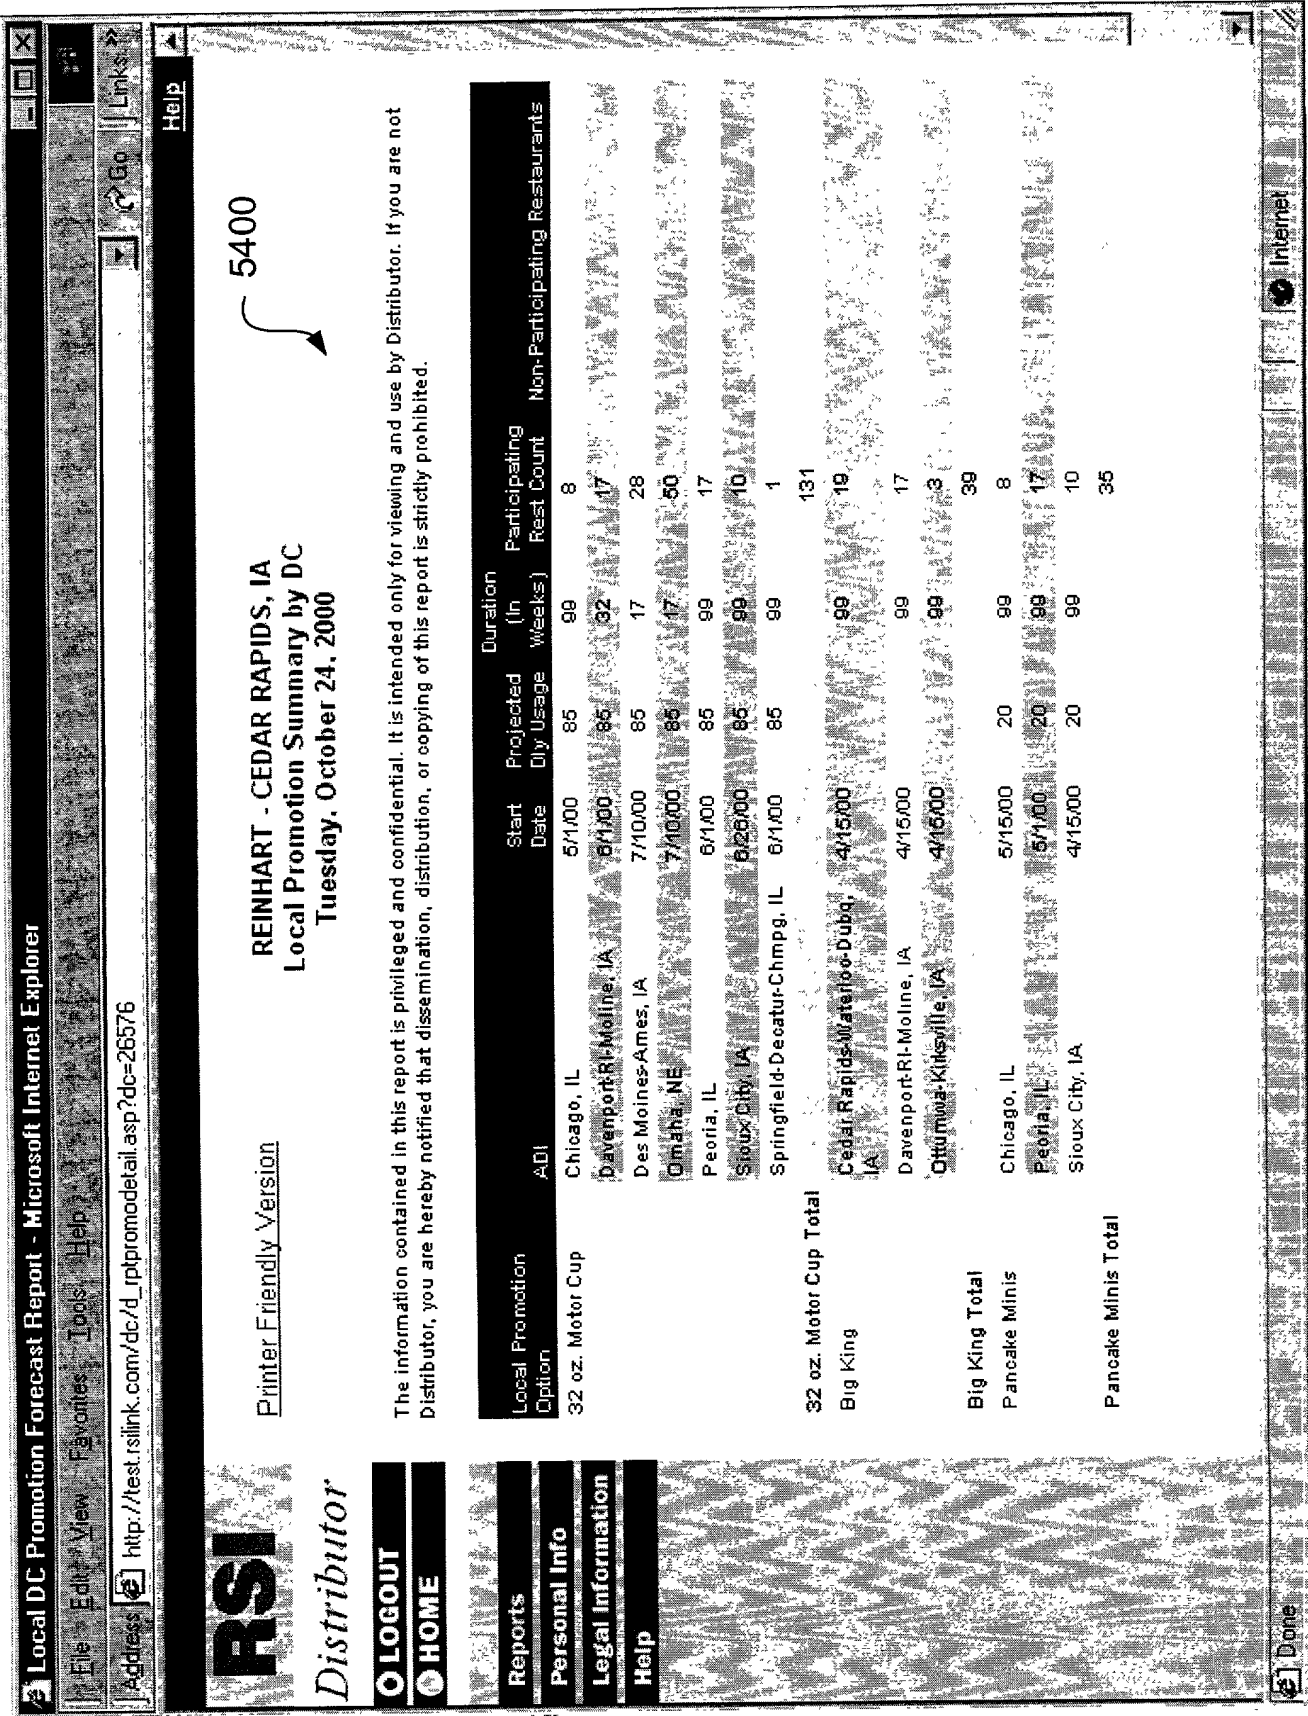 Local DC Promotion Forecast Report - Microsoft Internet Explorer
File Edit View Favorites Tools Help
Address http://test.rsilink.com/dc/d_rptpromodetail.asp?dc=26576 Go Links »
Help
RSI
Distributor
LOGOUT
HOME
Reports
Personal Info
Legal Information
Help
Printer Friendly Version
REINHART - CEDAR RAPIDS, IA
Local Promotion Summary by DC
Tuesday, October 24, 2000
5400
The information contained in this report is privileged and confidential. It is intended only for viewing and use by Distributor. If you are not
Distributor, you are hereby notified that dissemination, distribution, or copying of this report is strictly prohibited.
Duration
Local Promotion Start Projected (In Participating
Option ADI Date Dly Usage Weeks) Rest Count Non-Participating Restaurants
32 oz. Motor Cup Chicago, IL 5/1/00 85 99 8
Davenport-RI-Moline, IA 6/1/00 85 32 17
Des Moines-Ames, IA 7/10/00 85 17 28
Omaha, NE 7/10/00 85 17 50
Peoria, IL 6/1/00 85 99 17
Sioux City, IA 6/26/00 85 99 10
Springfield-Decatur-Chmpg, IL 6/1/00 85 99 1
32 oz. Motor Cup Total 131
Big King Cedar Rapids-Waterloo-Dubq, 4/15/00 99 19
IA
Davenport-RI-Moline, IA 4/15/00 99 17
Ottumwa-Kirksville, IA 4/15/00 99 3
Big King Total 39
Pancake Minis Chicago, IL 5/15/00 20 99 8
Peoria, IL 5/1/00 20 99 17
Sioux City, IA 4/15/00 20 99 10
Pancake Minis Total 35
Done Internet